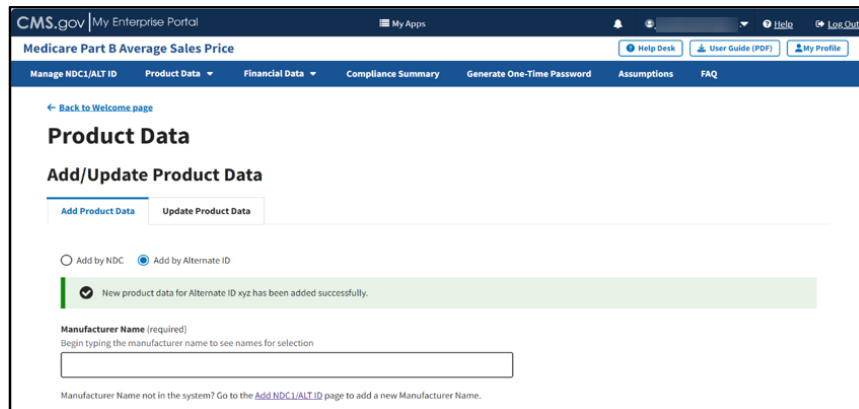 CMS.gov My Enterprise Portal
My Apps
Help
Log Out
Medicare Part B Average Sales Price
Help Desk
User Guide (PDF)
My Profile
Manage NDC1/ALT ID
Product Data
Financial Data
Compliance Summary
Generate One-Time Password
Assumptions
FAQ
← Back to Welcome page
Product Data
Add/Update Product Data
Add Product Data
Update Product Data
Add by NDC
Add by Alternate ID
New product data for Alternate ID xyz has been added successfully.
Manufacturer Name (required)
Begin typing the manufacturer name to see names for selection
Manufacturer Name not in the system? Go to the Add NDC1/ALT ID page to add a new Manufacturer Name.